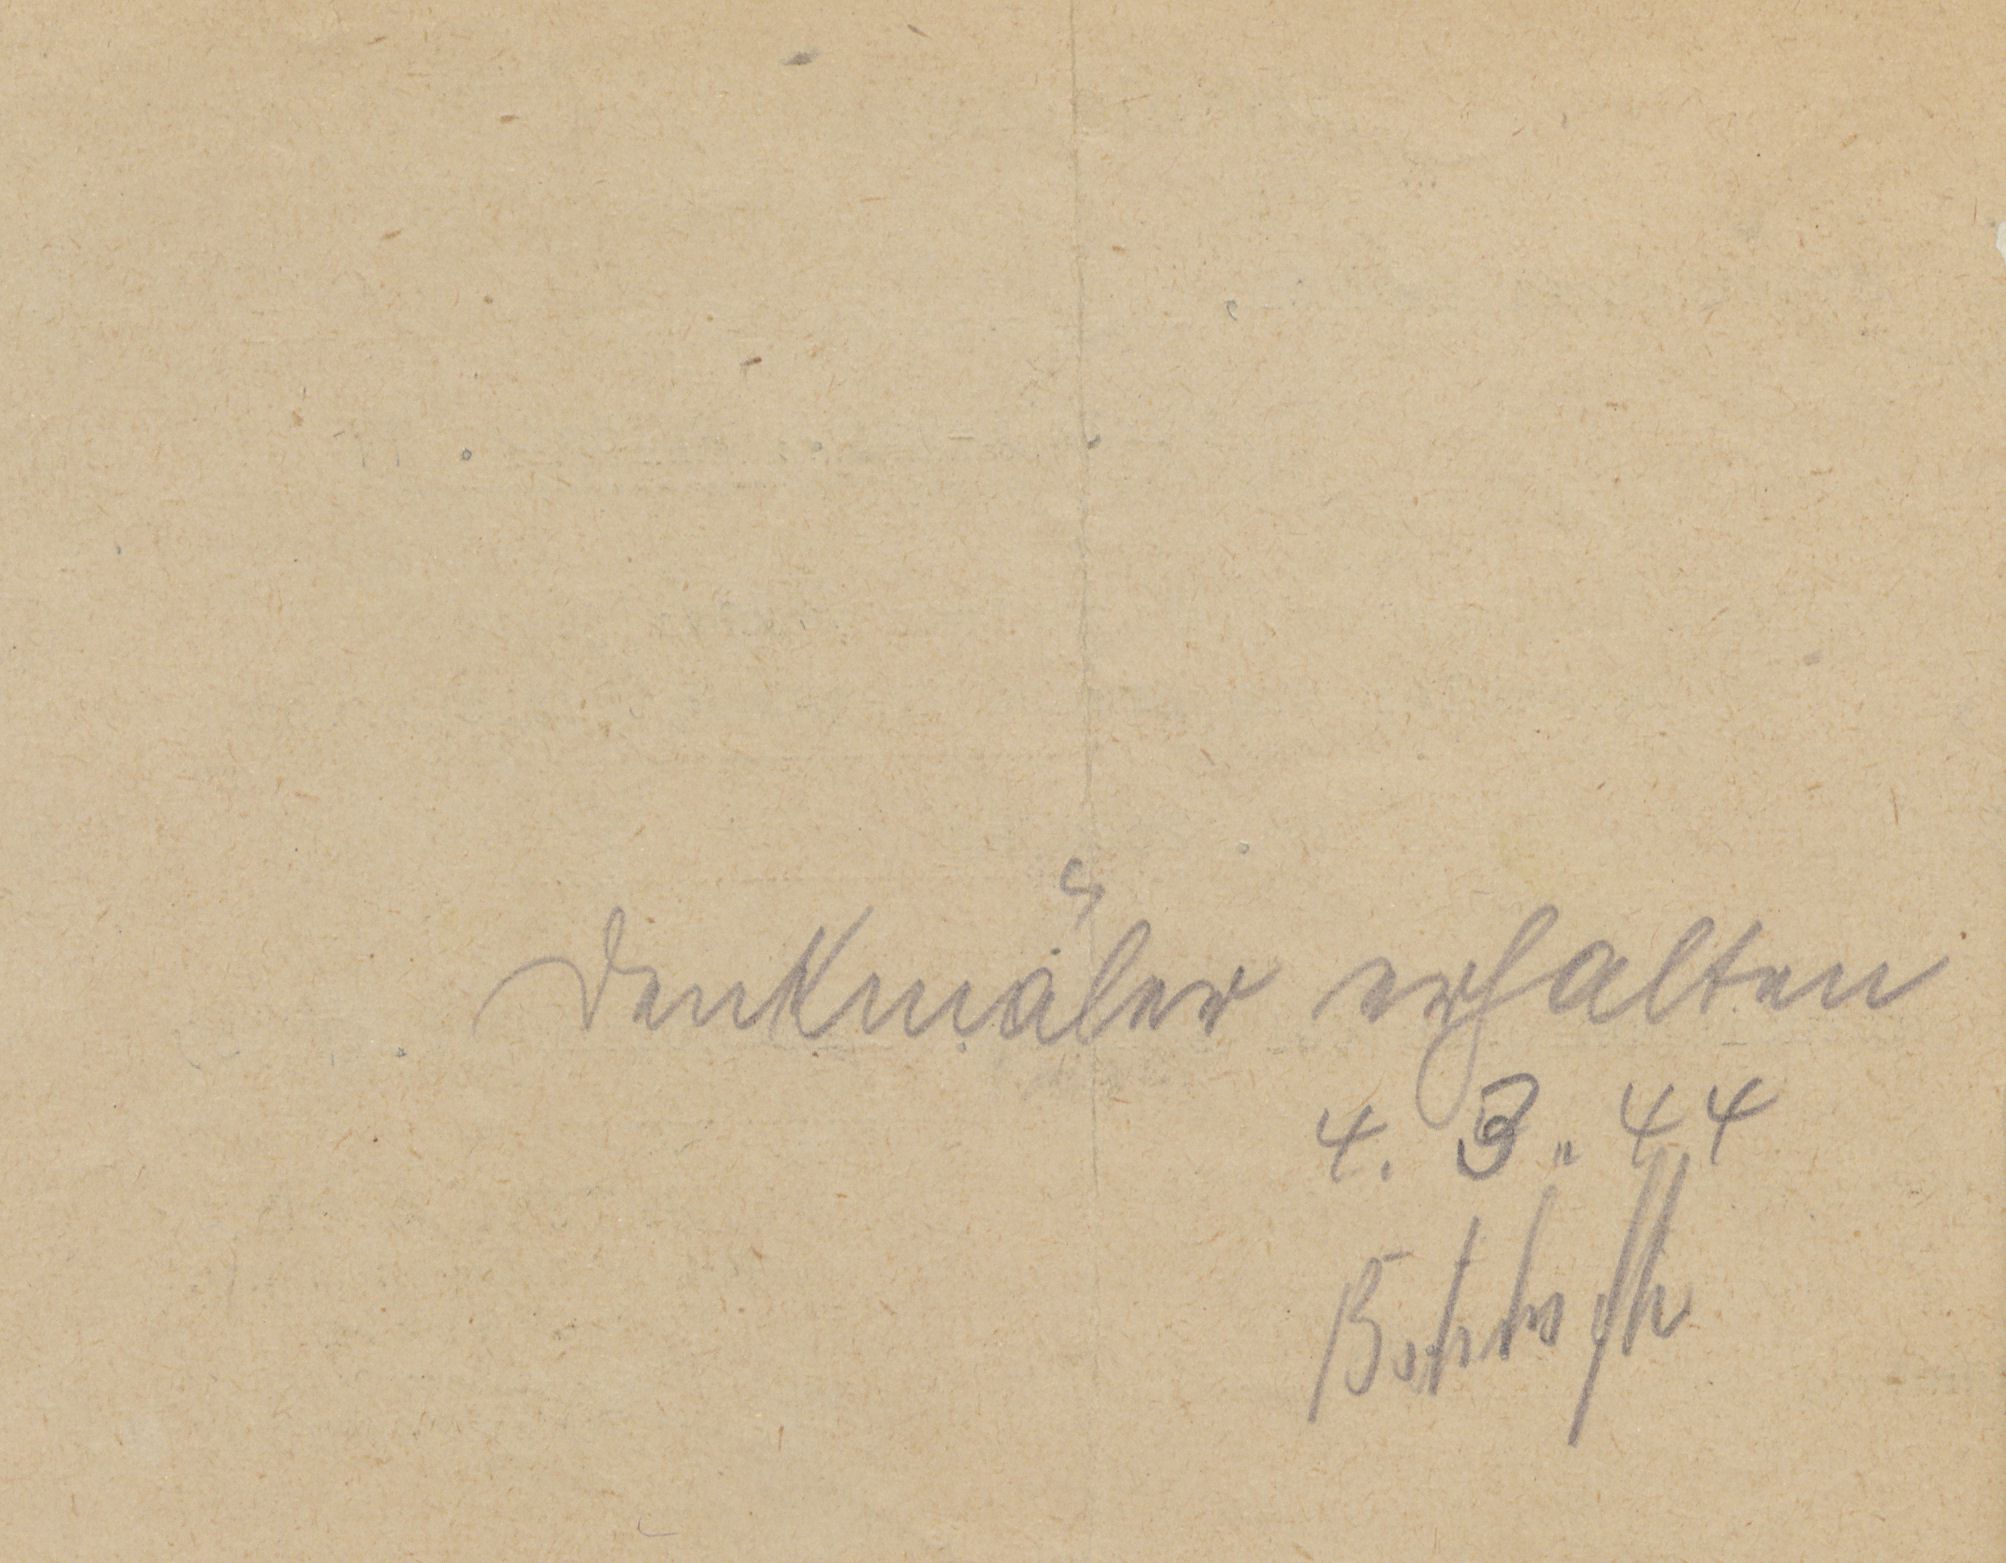 Denkmäler erhalten
4. 3. 44